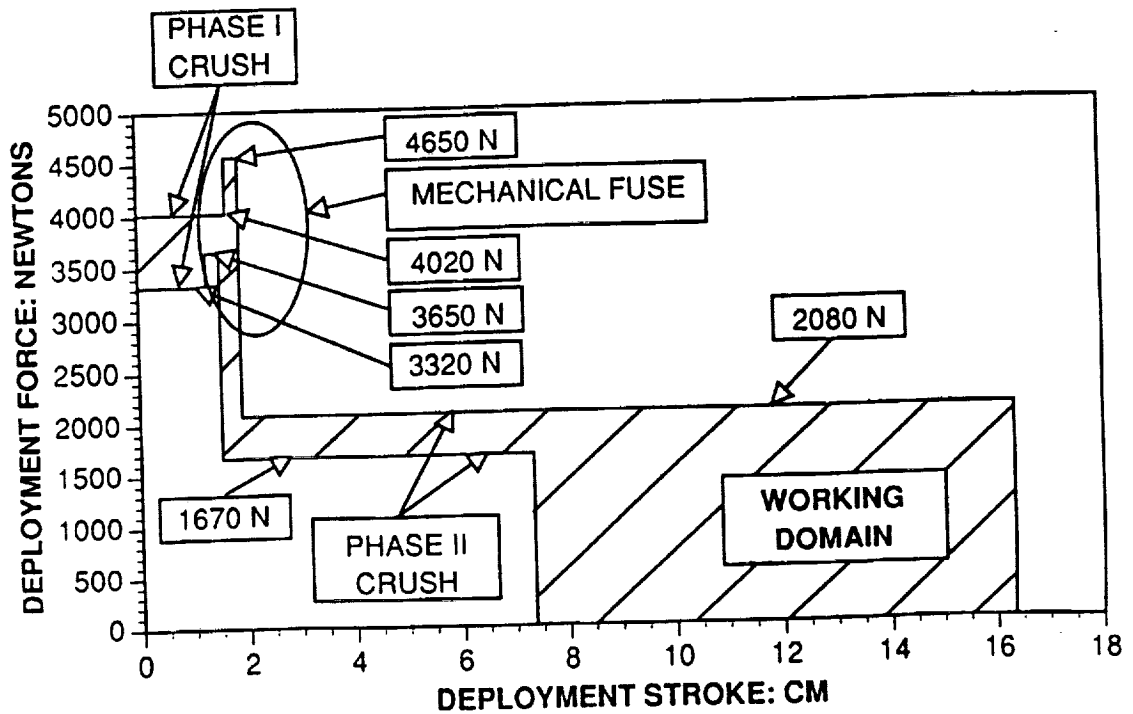 PHASE I
CRUSH
DEPLOYMENT FORCE: NEWTONS
5000
4500
4000
3500
3000
2500
2000
1500
1000
500
0
4650 N
MECHANICAL FUSE
4020 N
3650 N
3320 N
2080 N
1670 N
PHASE II
CRUSH
WORKING
DOMAIN
0 2 4 6 8 10 12 14 16 18
DEPLOYMENT STROKE: CM